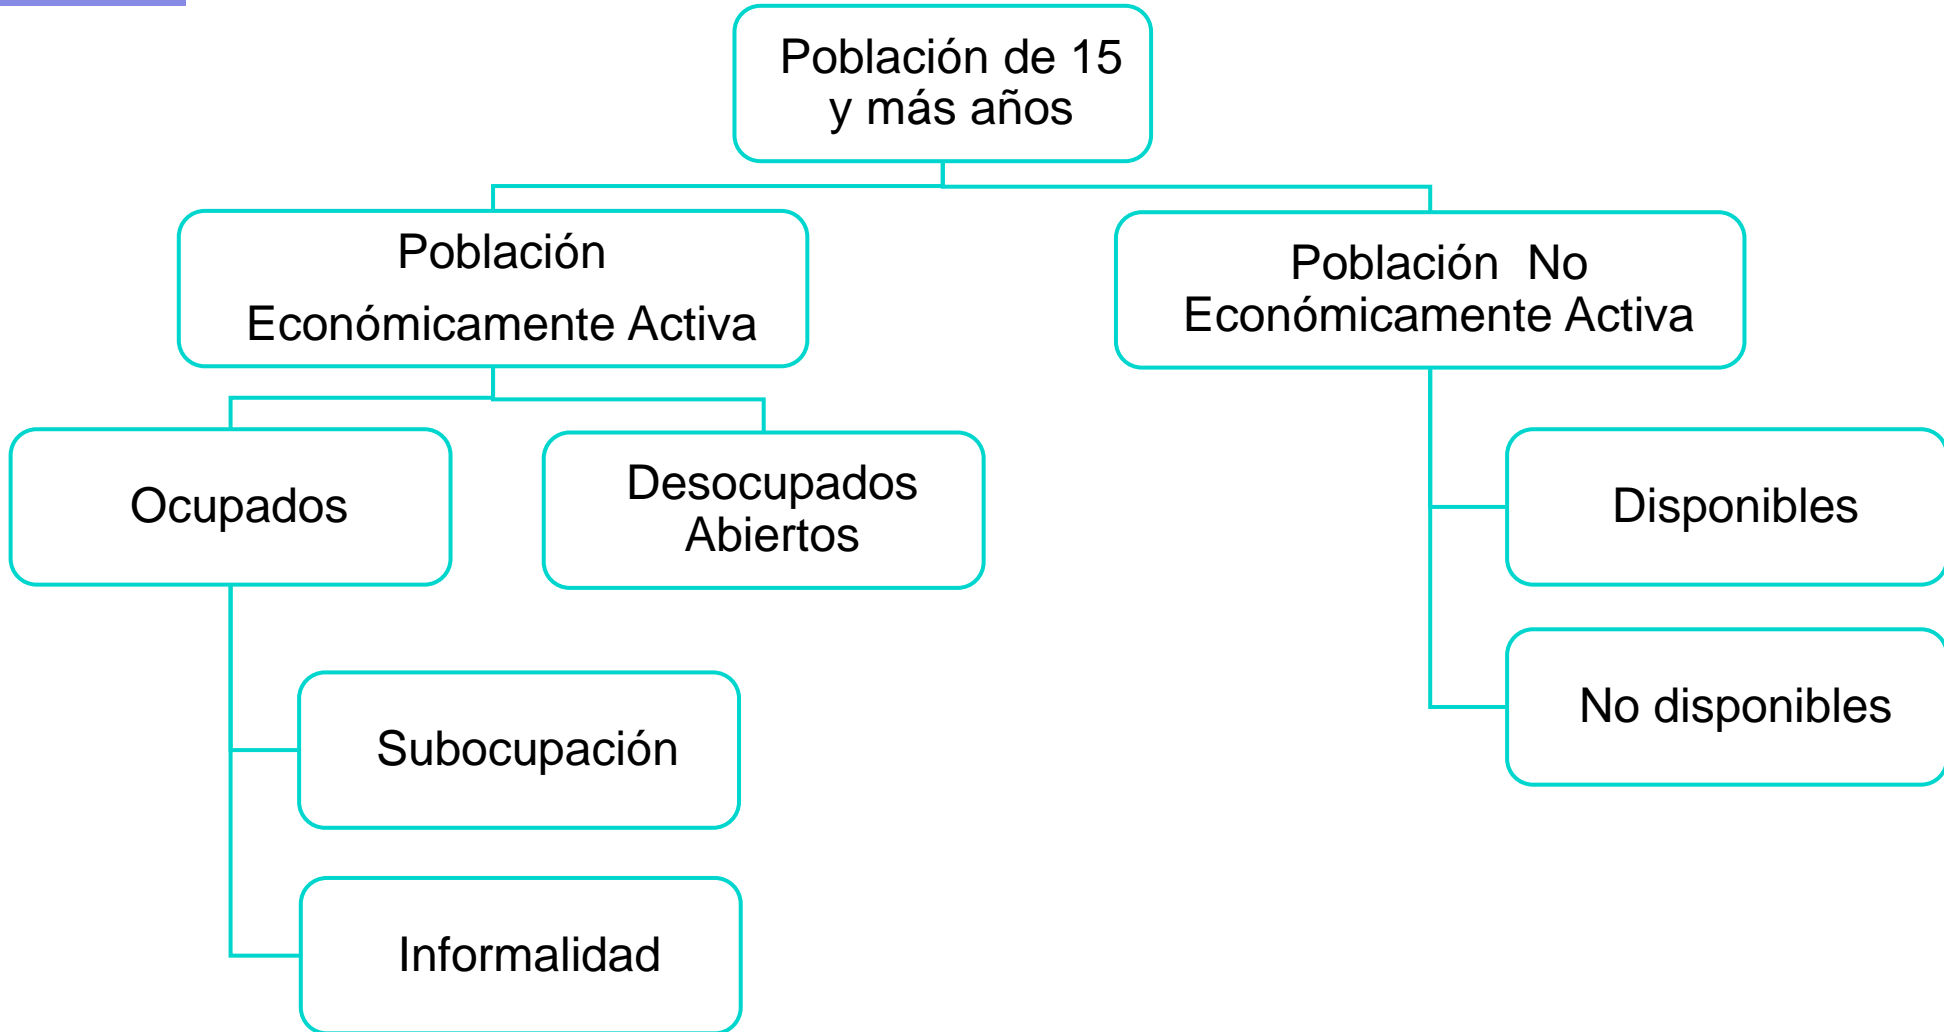 Población de 15
y más años
Población
Económicamente Activa
Población No
Económicamente Activa
Ocupados
Desocupados
Abiertos
Disponibles
No disponibles
Subocupación
Informalidad